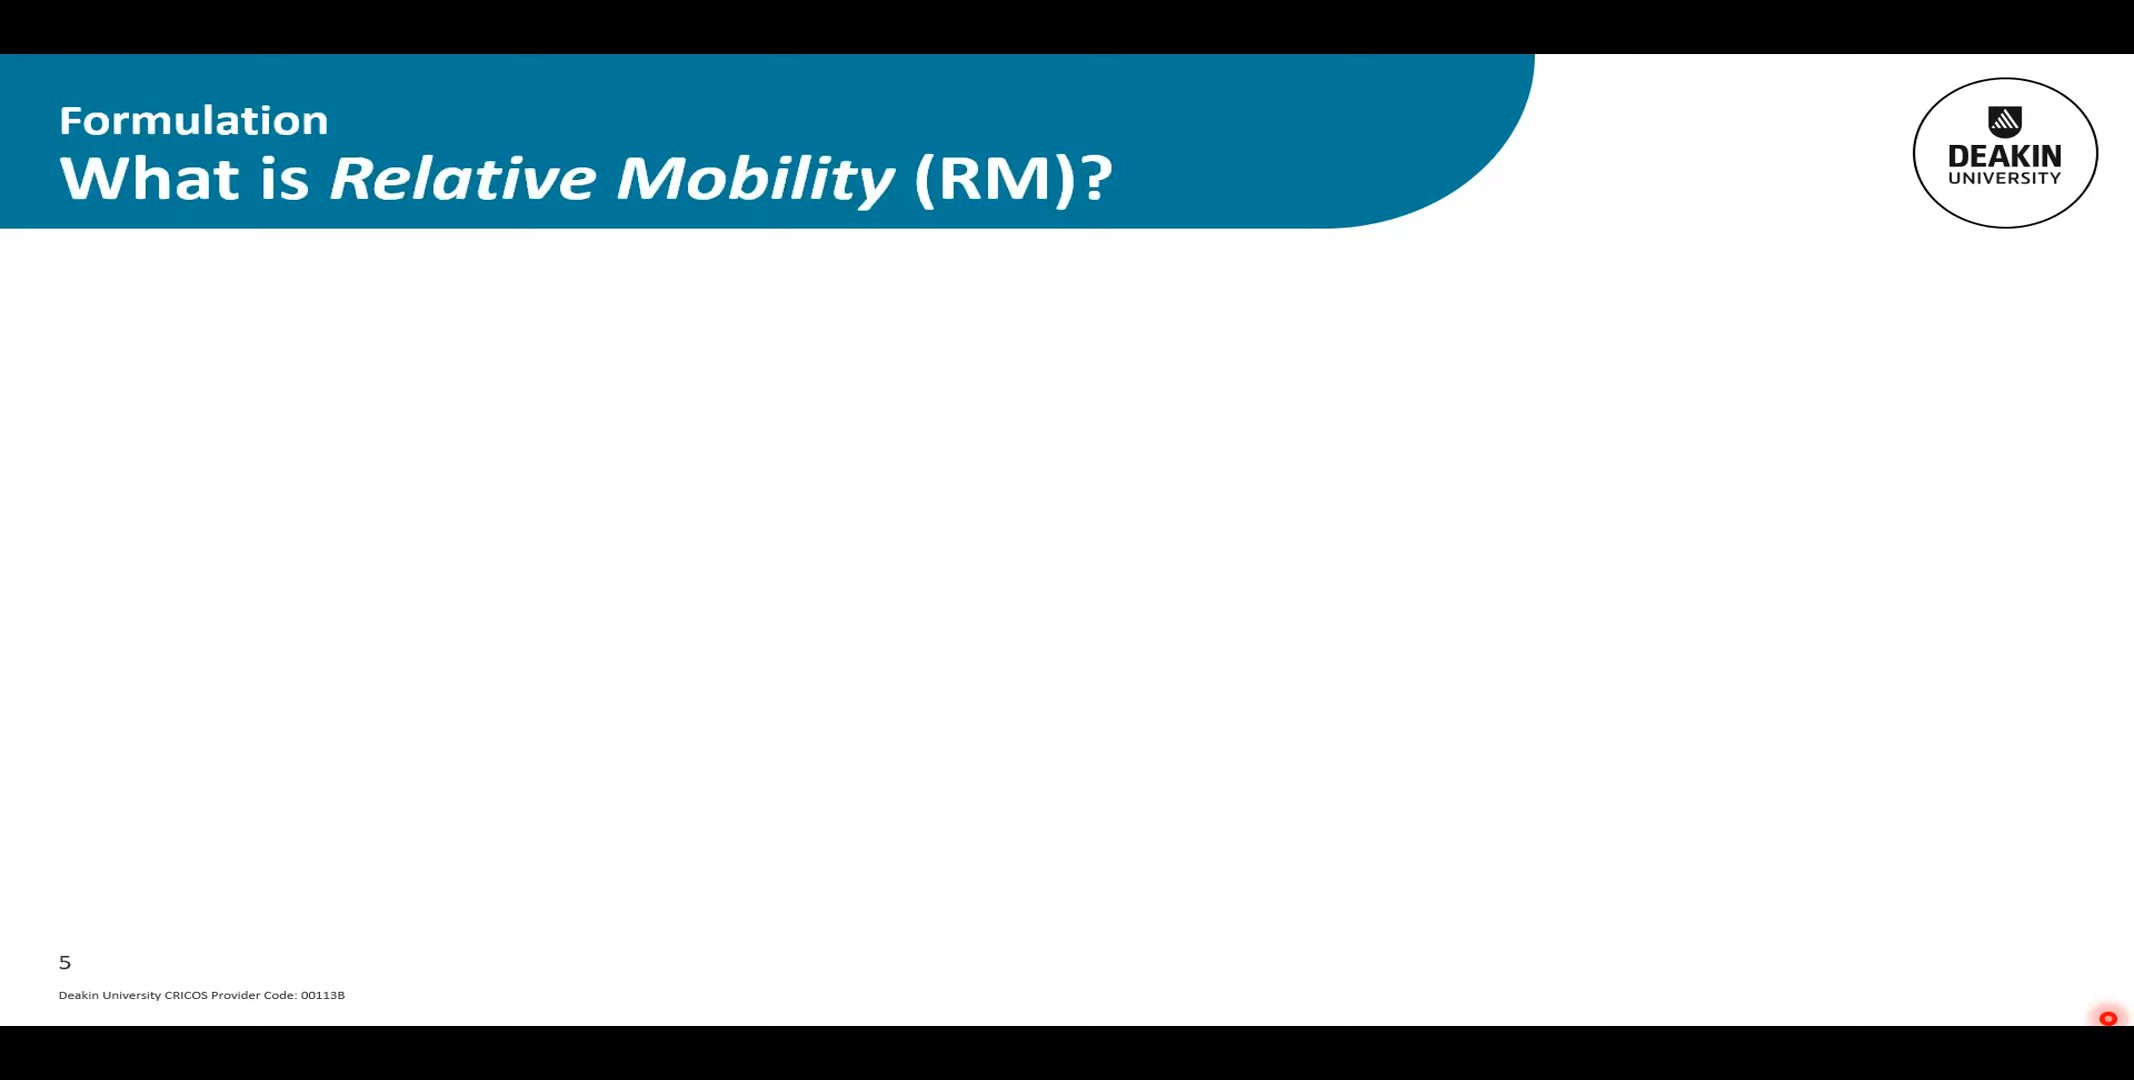 Formulation
What is Relative Mobility (RM)?
DEAKIN
UNIVERSITY
5
Deakin University CRICOS Provider Code: 00113B